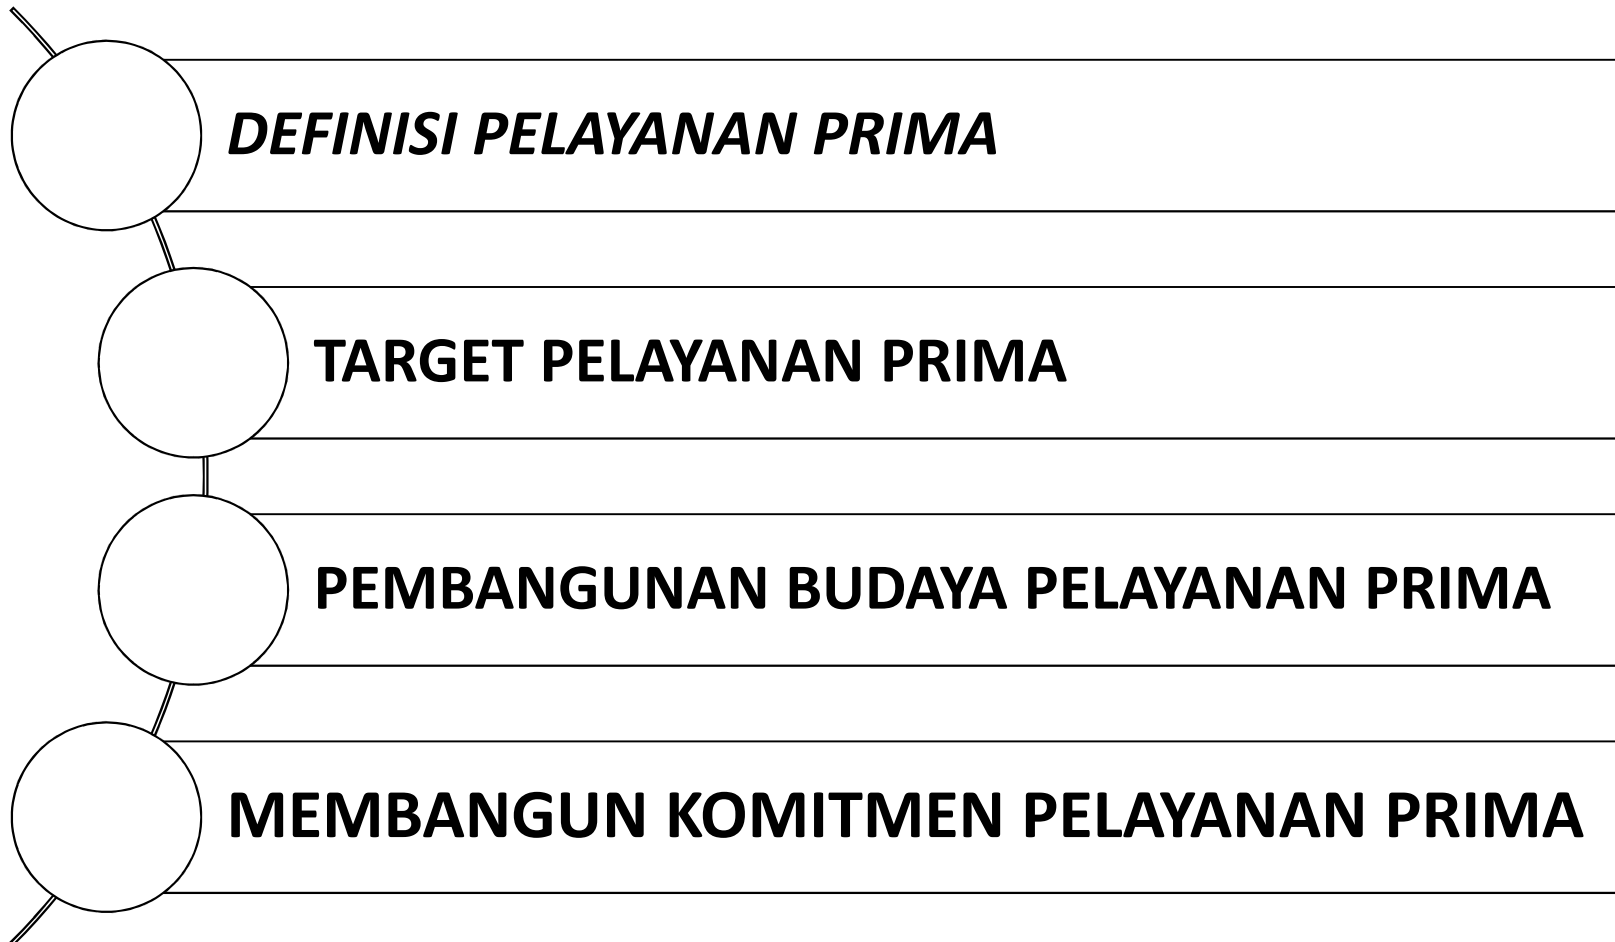 DEFINISI PELAYANAN PRIMA
TARGET PELAYANAN PRIMA
PEMBANGUNAN BUDAYA PELAYANAN PRIMA
MEMBANGUN KOMITMEN PELAYANAN PRIMA